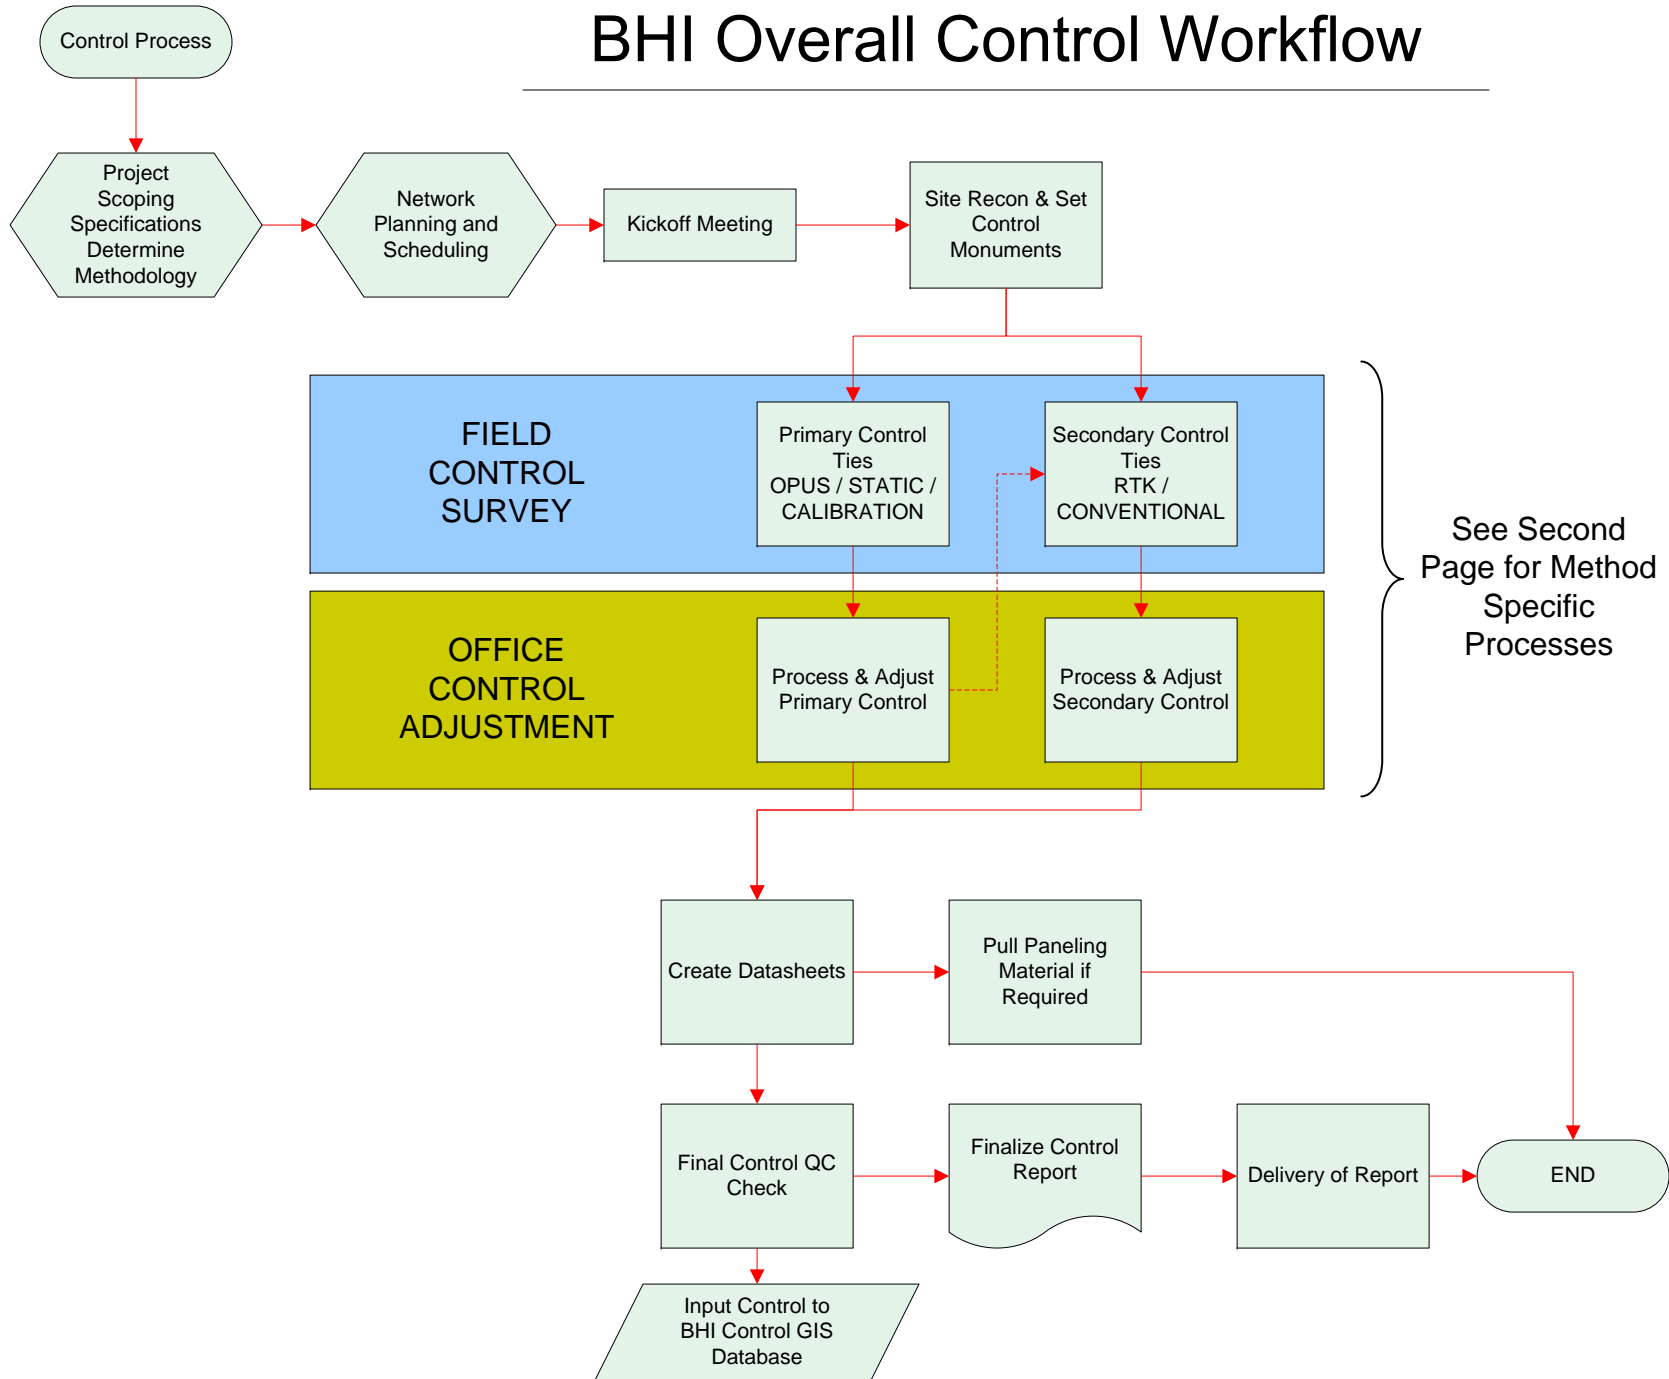 BHI Overall Control Workflow
Control Process
Project
Scoping
Specifications
Determine
Methodology
Network
Planning and
Scheduling
Kickoff Meeting
Site Recon & Set
Control
Monuments
FIELD
CONTROL
SURVEY
Primary Control
Ties
OPUS / STATIC /
CALIBRATION
Secondary Control
Ties
RTK /
CONVENTIONAL
See Second
Page for Method
Specific
Processes
OFFICE
CONTROL
ADJUSTMENT
Process & Adjust
Primary Control
Process & Adjust
Secondary Control
Create Datasheets
Pull Paneling
Material if
Required
Final Control QC
Check
Finalize Control
Report
Delivery of Report
END
Input Control to
BHI Control GIS
Database